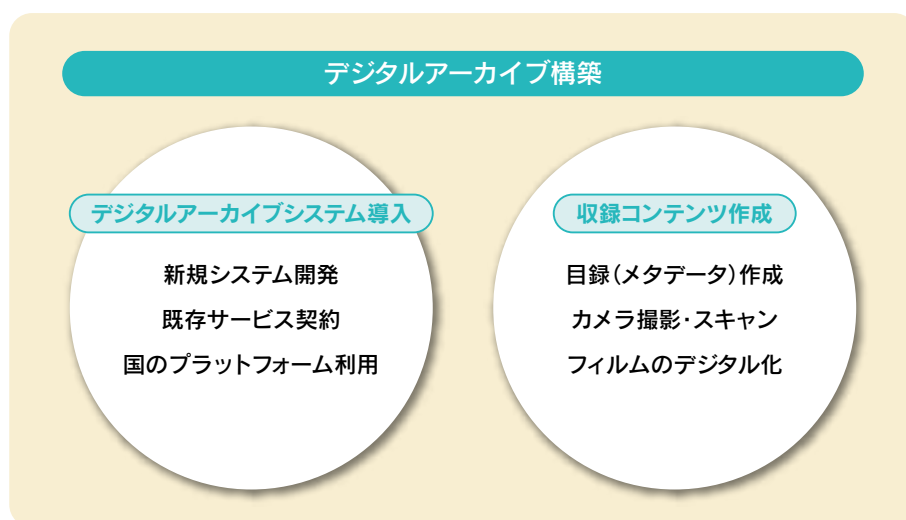 デジタルアーカイブ構築
デジタルアーカイブシステム導入
新規システム開発
既存サービス契約
国のプラットフォーム利用
収録コンテンツ作成
目録(メタデータ)作成
カメラ撮影・スキャン
フィルムのデジタル化